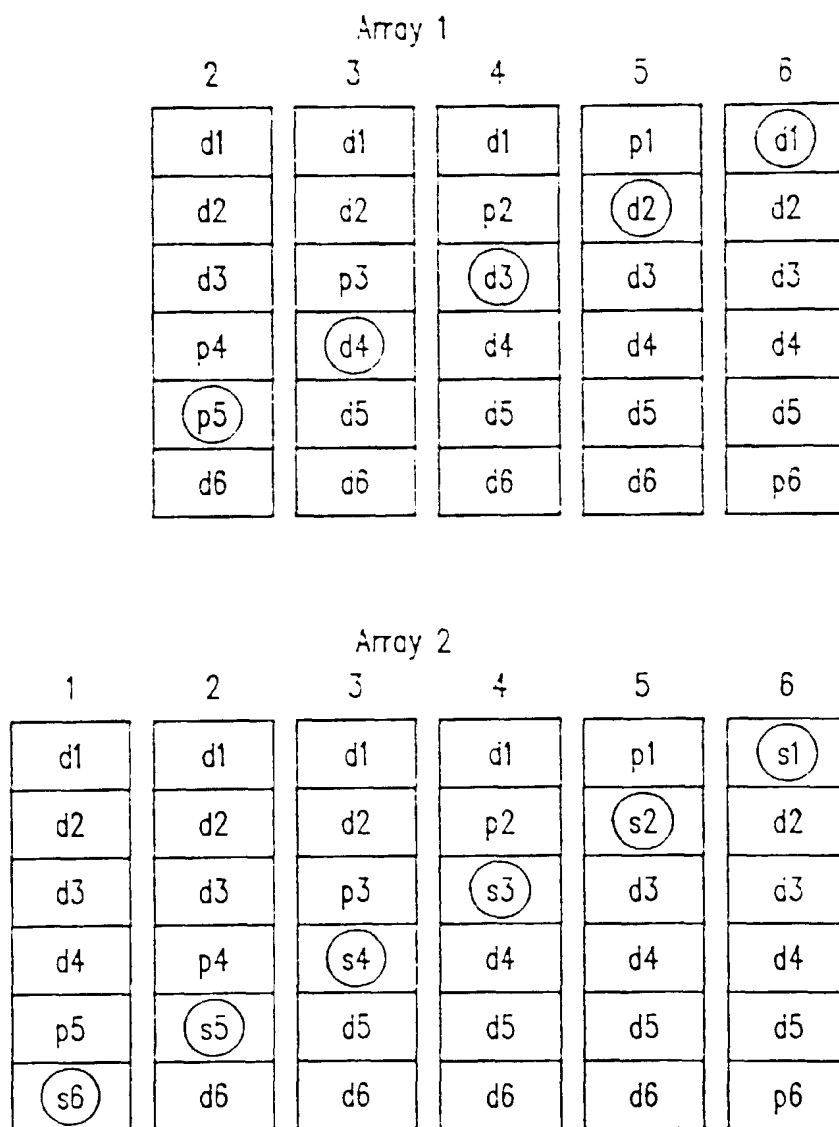 Array 1
2 3 4 5 6
d1 d1 d1 p1 d1
d2 d2 p2 d2 d2
d3 p3 d3 d3 d3
p4 d4 d4 d4 d4
p5 d5 d5 d5 d5
d6 d6 d6 d6 p6
Array 2
1 2 3 4 5 6
d1 d1 d1 d1 p1 s1
d2 d2 d2 p2 s2 d2
d3 d3 p3 s3 d3 d3
d4 p4 s4 d4 d4 d4
p5 s5 d5 d5 d5 d5
s6 d6 d6 d6 d6 p6